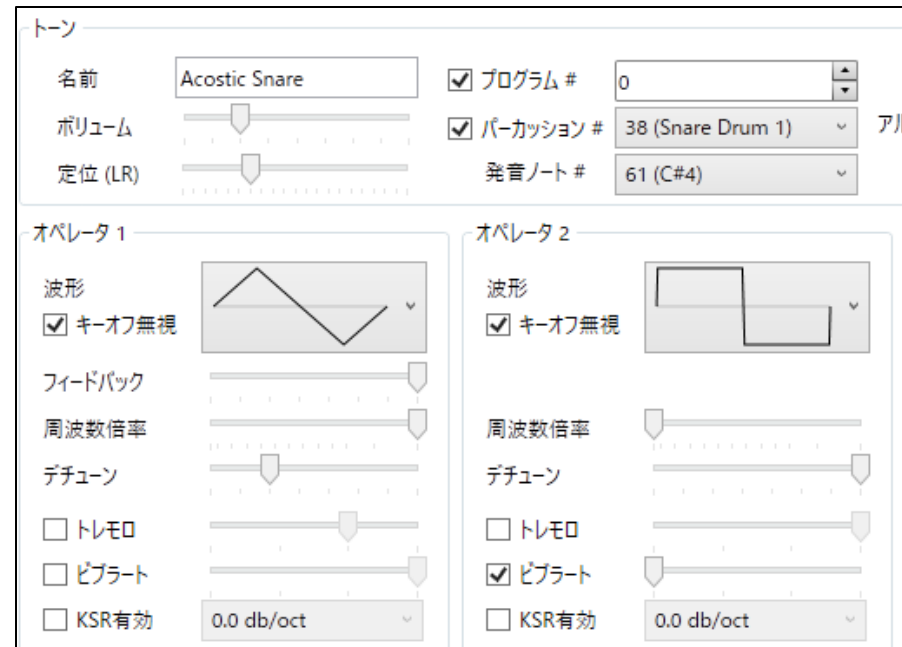 トーン
名前 Acostic Snare プログラム # 0
ボリューム パーカッション # 38 (Snare Drum 1)
定位 (LR) 発音ノート # 61 (C#4)
オペレータ 1
波形
キーオフ無視
フィードバック
周波数倍率
デチューン
トレモロ
ビブラート
KSR有効 0.0 db/oct
オペレータ 2
波形
キーオフ無視
周波数倍率
デチューン
トレモロ
ビブラート
KSR有効 0.0 db/oct